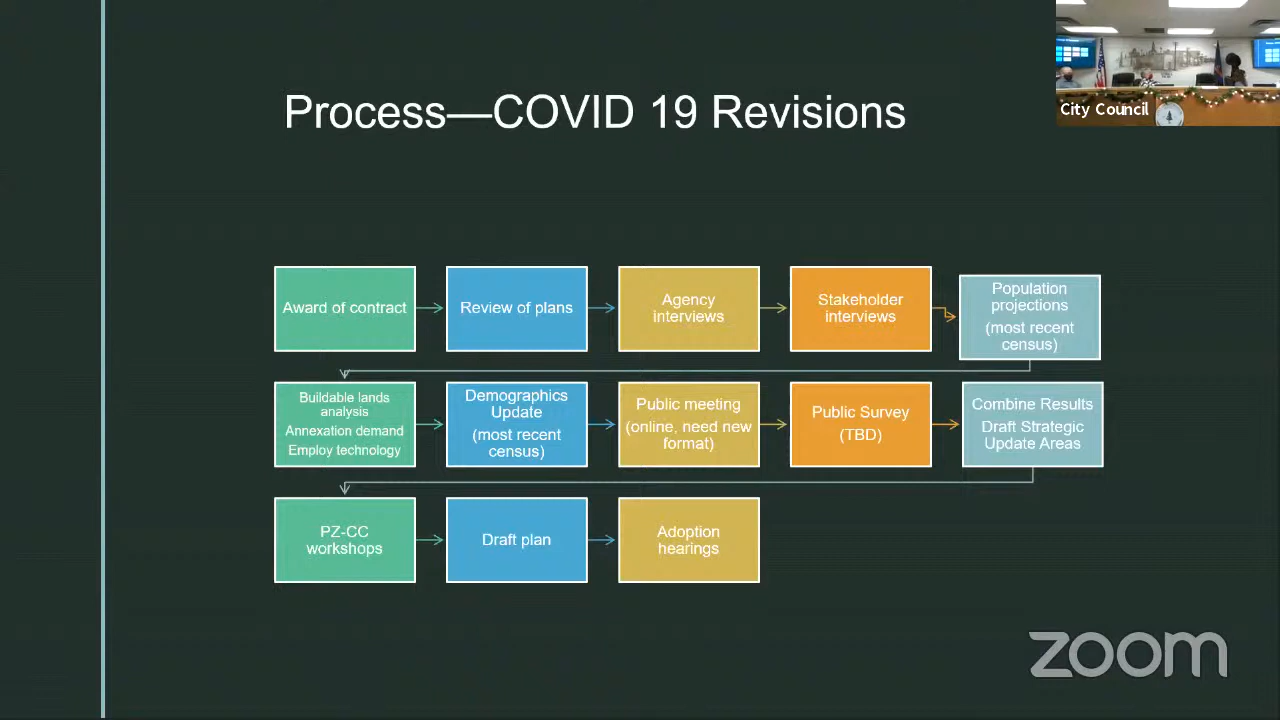 City Council
Process—COVID 19 Revisions
Award of contract
Review of plans
Agency
interviews
Stakeholder
interviews
Population
projections
(most recent
census)
Buildable lands
analysis
Annexation demand
Employ technology
Demographics
Update
(most recent
census)
Public meeting
(online, need new
format)
Public Survey
(TBD)
Combine Results
Draft Strategic
Update Areas
PZ-CC
workshops
Draft plan
Adoption
hearings
zoom